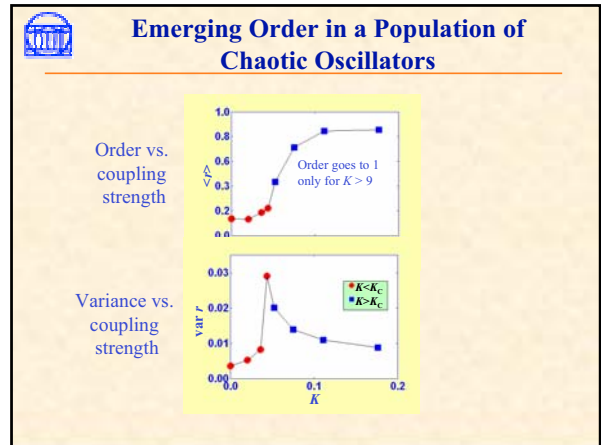 Emerging Order in a Population of
Chaotic Oscillators
Order vs.
coupling
strength
<r>
1.0
0.8
0.6
0.3
0.2
0.0
Order goes to 1
only for K > 9
Variance vs.
coupling
strength
var r
0.03
0.02
0.01
0.00
K<Kc
K>Kc
0.0
0.1
0.2
K